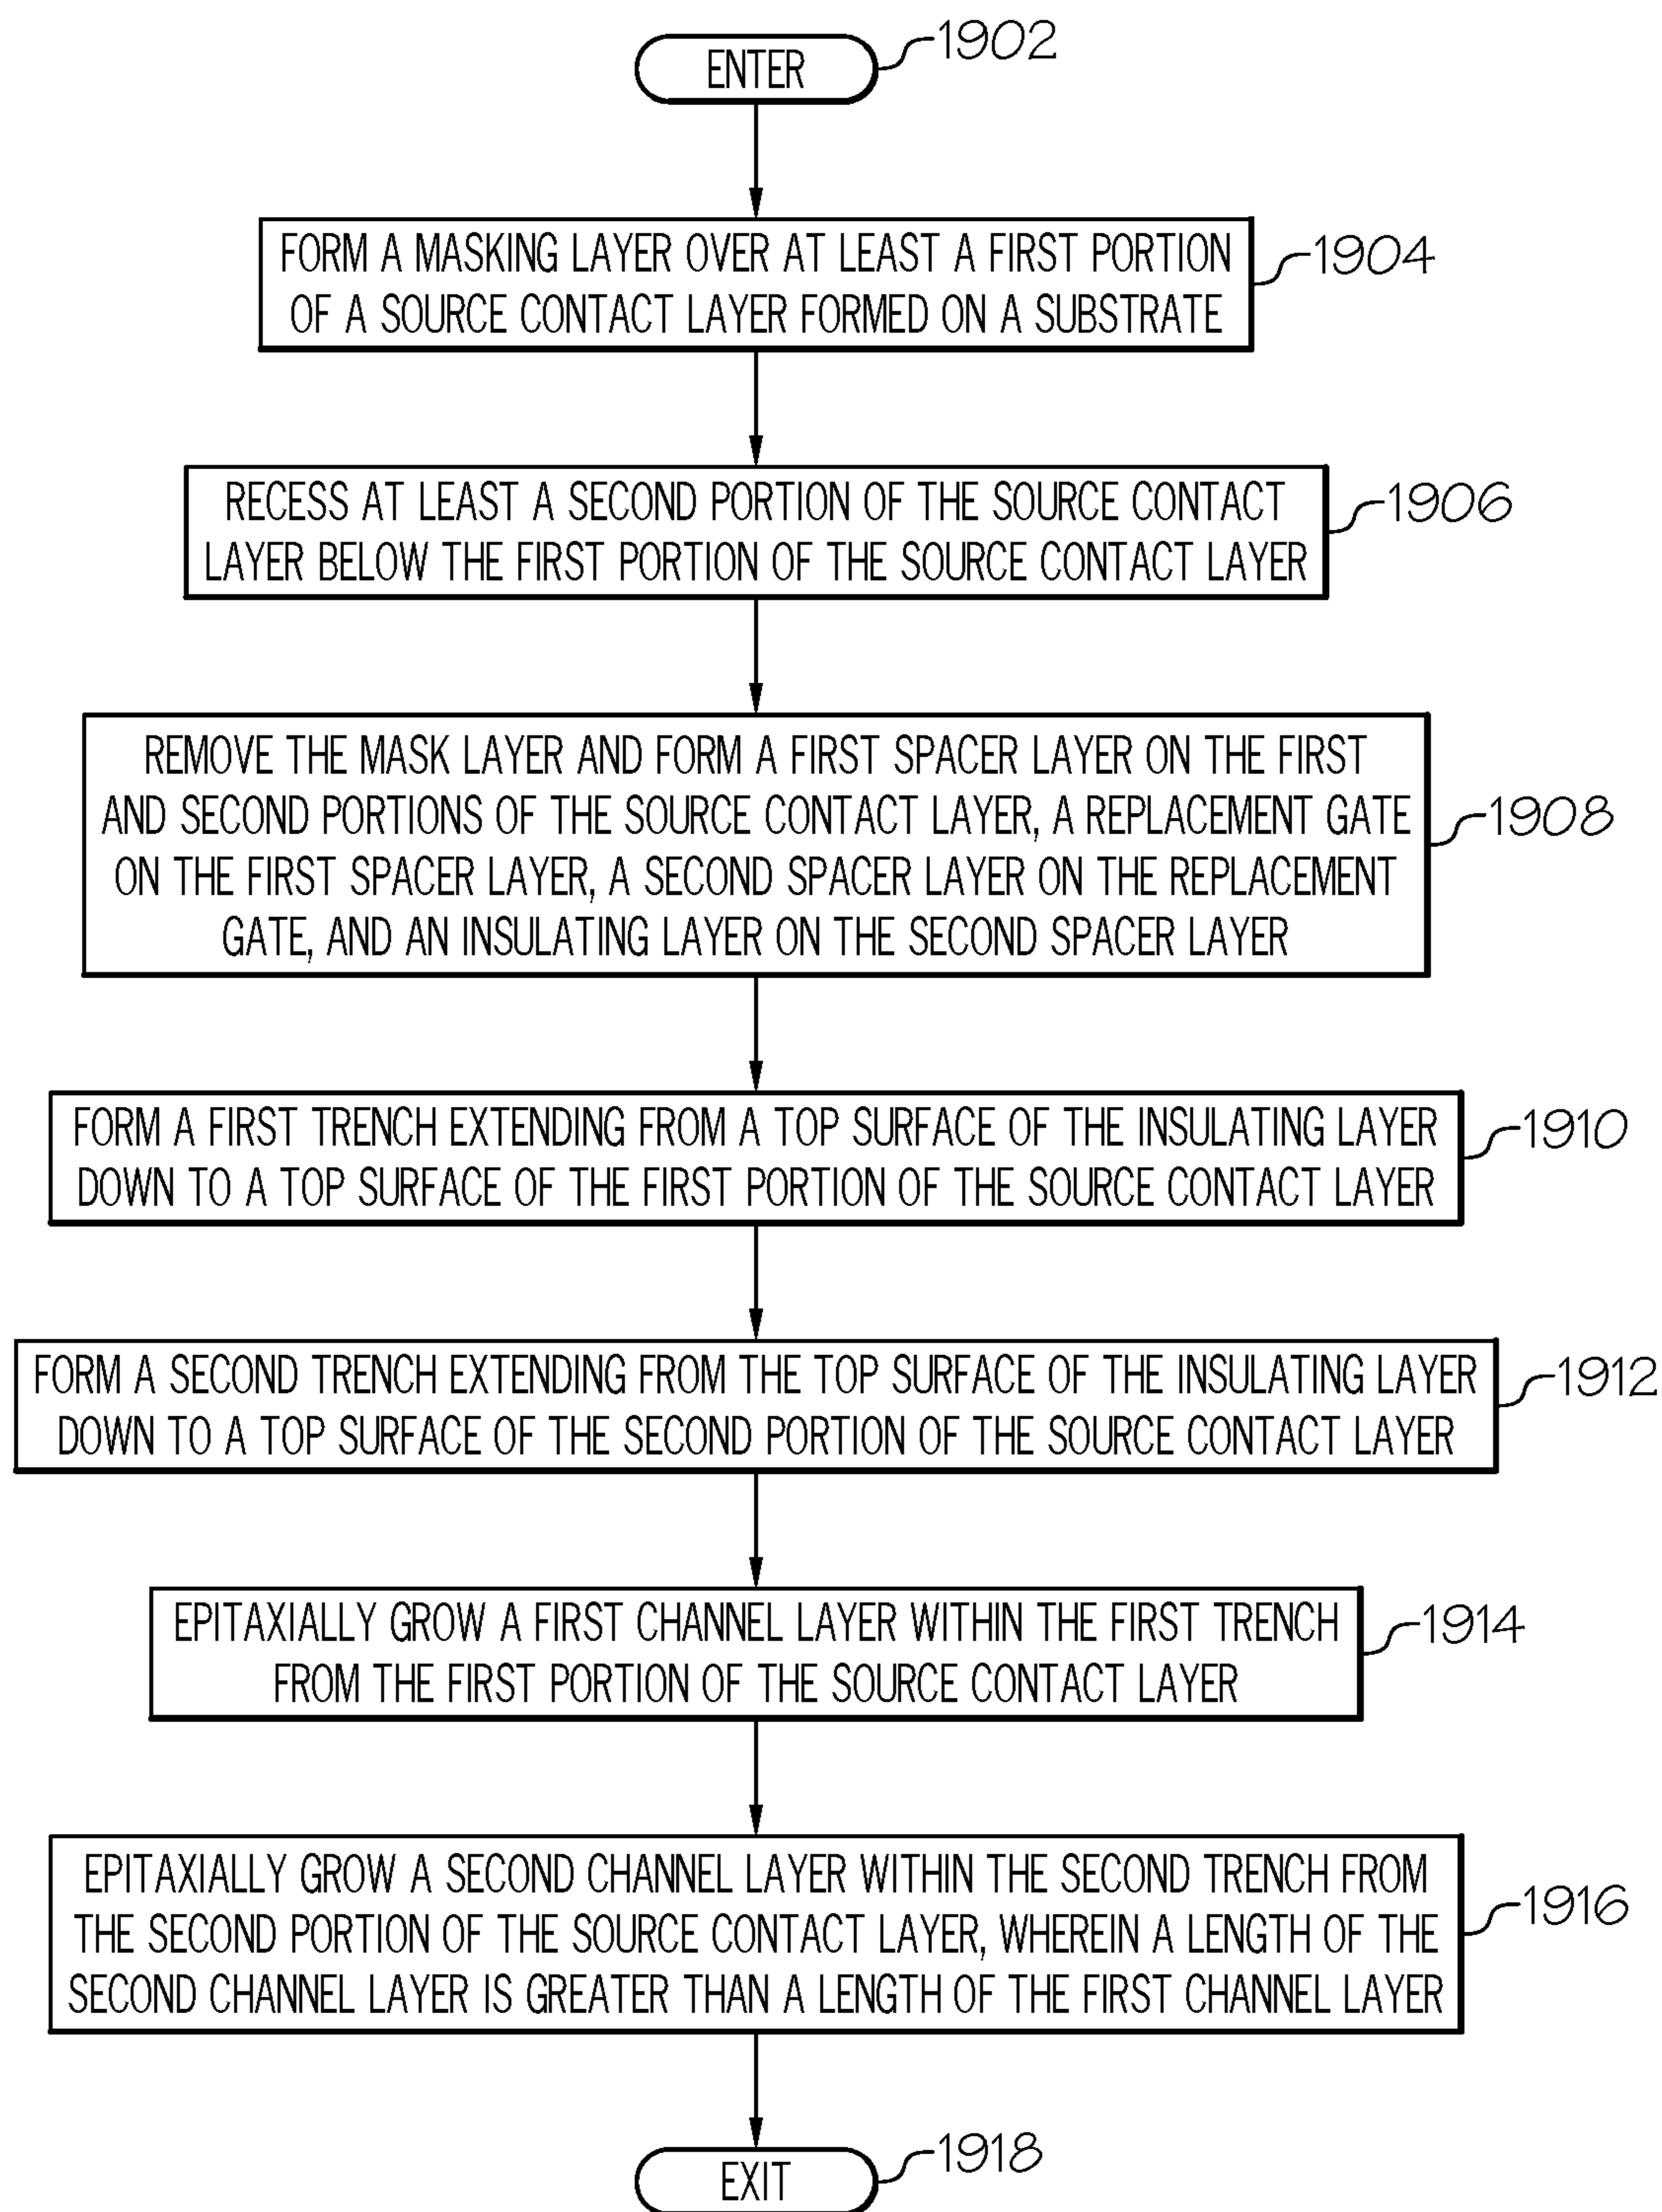 ENTER
1902
FORM A MASKING LAYER OVER AT LEAST A FIRST PORTION
OF A SOURCE CONTACT LAYER FORMED ON A SUBSTRATE
1904
RECESS AT LEAST A SECOND PORTION OF THE SOURCE CONTACT
LAYER BELOW THE FIRST PORTION OF THE SOURCE CONTACT LAYER
1906
REMOVE THE MASK LAYER AND FORM A FIRST SPACER LAYER ON THE FIRST
AND SECOND PORTIONS OF THE SOURCE CONTACT LAYER, A REPLACEMENT GATE
ON THE FIRST SPACER LAYER, A SECOND SPACER LAYER ON THE REPLACEMENT
GATE, AND AN INSULATING LAYER ON THE SECOND SPACER LAYER
1908
FORM A FIRST TRENCH EXTENDING FROM A TOP SURFACE OF THE INSULATING LAYER
DOWN TO A TOP SURFACE OF THE FIRST PORTION OF THE SOURCE CONTACT LAYER
1910
FORM A SECOND TRENCH EXTENDING FROM THE TOP SURFACE OF THE INSULATING LAYER
DOWN TO A TOP SURFACE OF THE SECOND PORTION OF THE SOURCE CONTACT LAYER
1912
EPITAXIALLY GROW A FIRST CHANNEL LAYER WITHIN THE FIRST TRENCH
FROM THE FIRST PORTION OF THE SOURCE CONTACT LAYER
1914
EPITAXIALLY GROW A SECOND CHANNEL LAYER WITHIN THE SECOND TRENCH FROM
THE SECOND PORTION OF THE SOURCE CONTACT LAYER, WHEREIN A LENGTH OF THE
SECOND CHANNEL LAYER IS GREATER THAN A LENGTH OF THE FIRST CHANNEL LAYER
1916
EXIT
1918